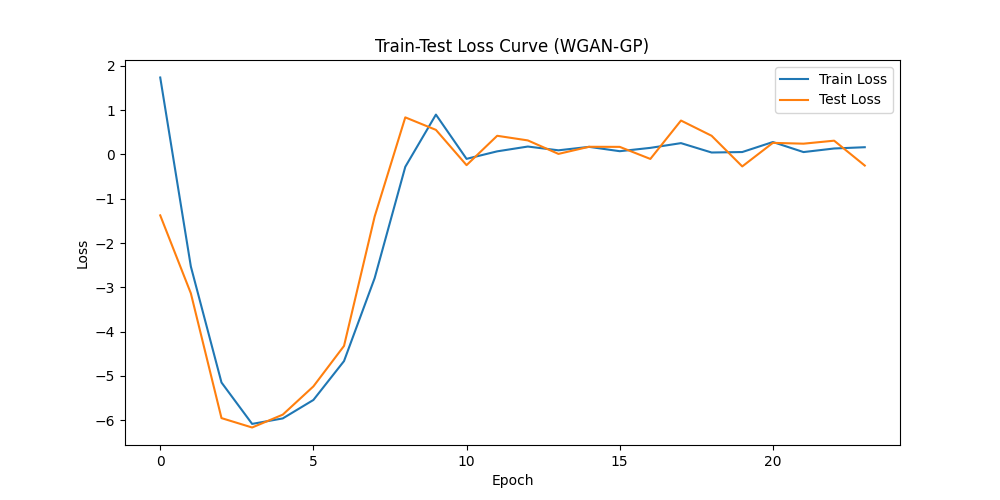 Train-Test Loss Curve (WGAN-GP)
Train Loss
Test Loss
Loss
2
1
0
−1
−2
−3
−4
−5
−6
0 5 10 15 20
Epoch